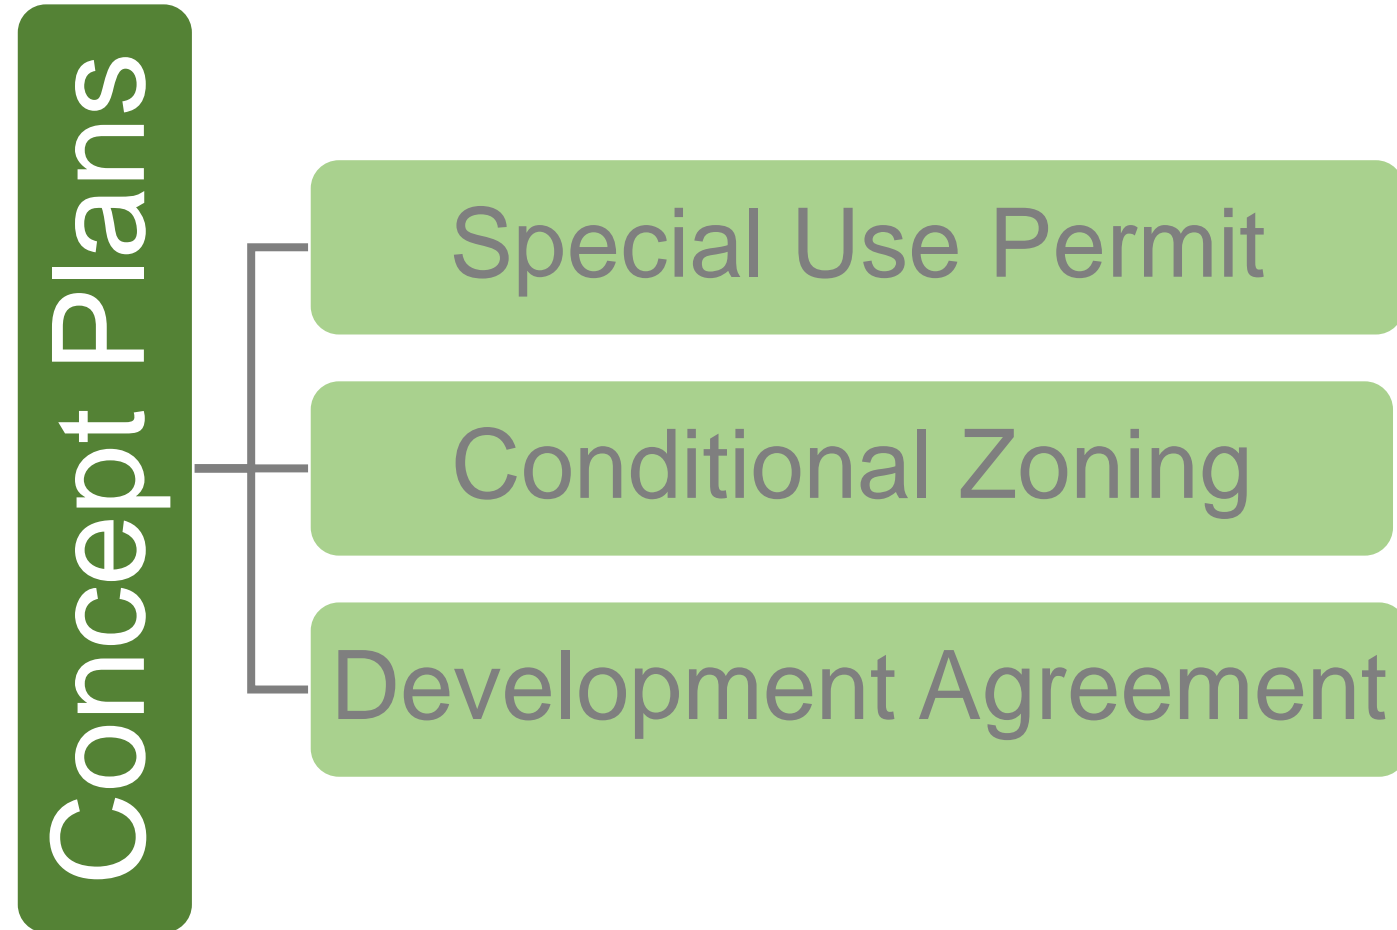 Concept Plans
Special Use Permit
Conditional Zoning
Development Agreement